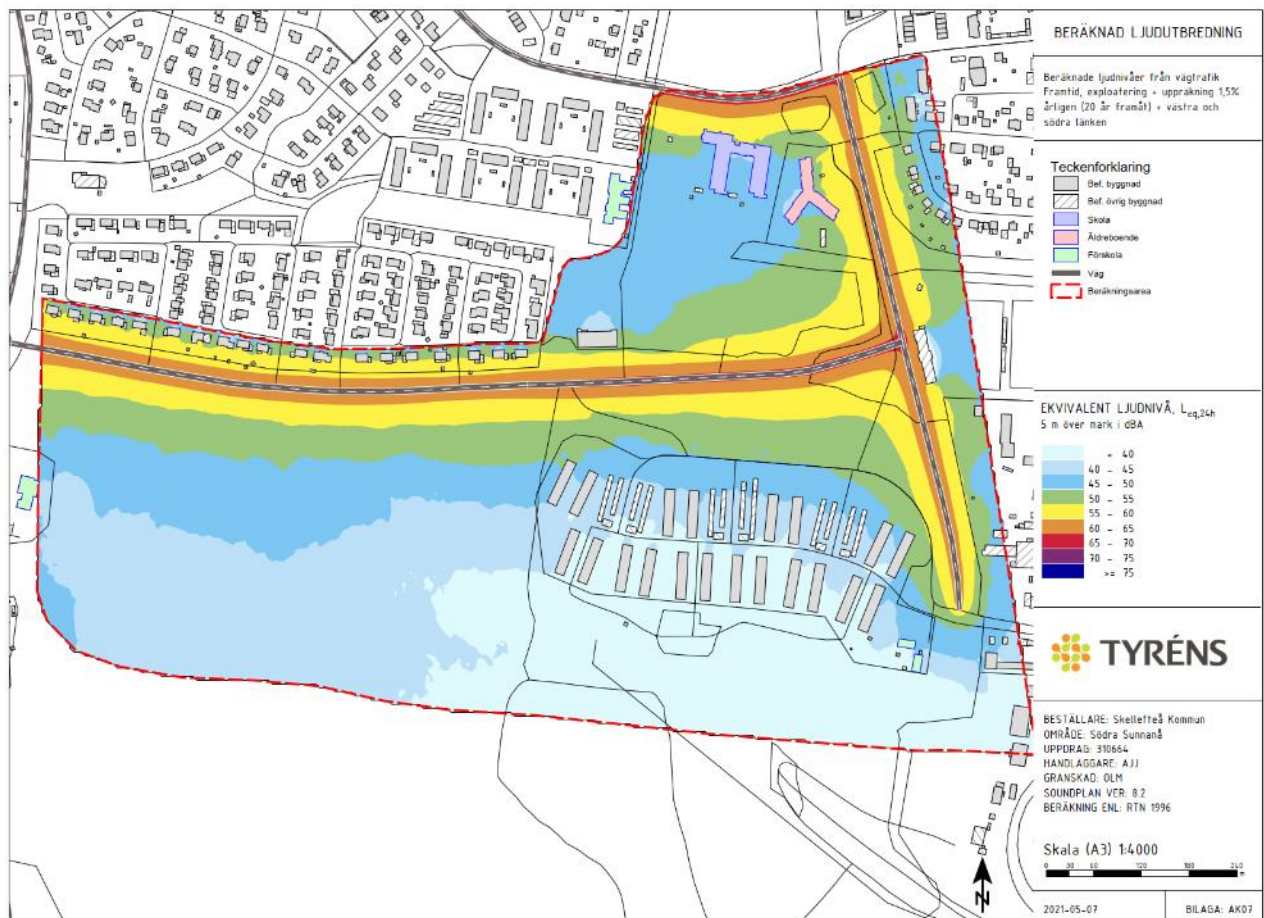 BERÄKNAD LJUDUTBREDNING
Beräknade ljudnivåer från vägtrafik
Framtid, exploatering + uppräkning 1,5%
årligen (20 år framåt) + västra och
södra länken
Teckenförklaring
Bef. byggnad
Bef. övrig byggnad
Skola
Äldreboende
Förskola
Väg
Beräkningsarea
EKVIVALENT LJUDNIVÅ, Leq,24h
5 m över mark i dBA
< 40
40 - 45
45 - 50
50 - 55
55 - 60
60 - 65
65 - 70
70 - 75
>= 75
TYRÉNS
BESTÄLLARE: Skellefteå Kommun
OMRÅDE: Södra Sunnanå
UPPDRAG: 310664
HANDLÄGGARE: AJJ
GRANSKAD: OLM
SOUNDPLAN VER: 8.2
BERÄKNING ENL: RTN 1996
Skala (A3) 1:4000
0 30 60 120 180 240
m
N
2021-05-07 BILAGA: AK07